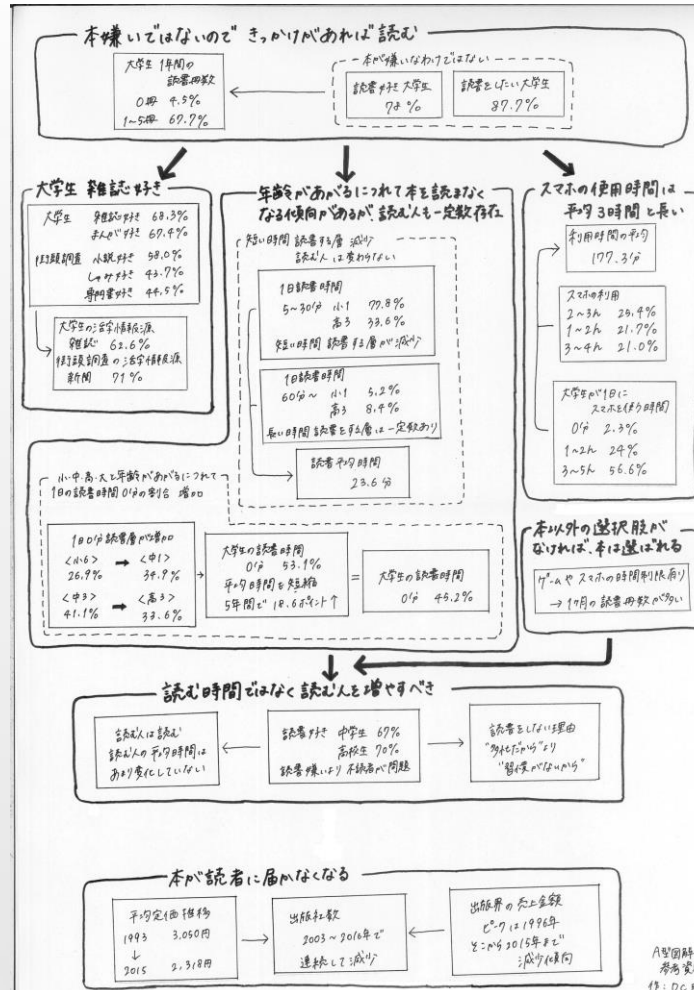 本嫌いではないので きっかけがあれば 読む
大学生 1年間の
読書冊数
0冊 4.5%
1~5冊 67.7%
本が嫌いなわけではない
読書好き大学生
78%
読書をしたい大学生
87.7%
大学生 雑誌好き
大学生 雑誌好き 68.3%
まんが好き 67.4%
街頭調査 小説好き 58.0%
しゅみ好き 43.7%
専門書好き 44.5%
大学生の活字情報源
雑誌 62.6%
街頭調査の活字情報源
新聞 71%
年齢があがるにつれて本を読まなく
なる傾向があるが、読む人も一定数存在
短い時間 読書する層 減少
読む人は変わらない
1日読書時間
5~30分 小1 77.8%
高3 33.6%
短い時間 読書する層が減少
1日読書時間
60分~ 小1 5.2%
高3 8.4%
長い時間 読書をする層は一定数あり
読書平均時間
23.6分
小・中・高・大と年齢があがるにつれて
1日の読書時間 0分の割合 増加
1日0分読書層が増加
<小6> → <中1>
26.9% 34.9%
<中3> → <高3>
41.1% 33.6%
大学生の読書時間
0分 53.1%
平均時間を短縮
5年間で 18.6ポイント↑
=
大学生の読書時間
0分 45.2%
スマホの使用時間は
平均3時間と長い
利用時間の平均
177.3分
スマホの利用
2~3h 25.4%
1~2h 21.7%
3~4h 21.0%
大学生が1日に
スマホを使う時間
0分 2.3%
1~2h 24%
3~5h 56.6%
本以外の選択肢が
なければ、本は選ばれる
ゲームやスマホの時間制限有り
→1ヶ月の読書冊数が多い
読む時間ではなく読む人を増やすべき
読む人は読む
読む人の平均時間は
あまり変化していない
読書好き 中学生 67%
高校生 70%
読書嫌いより 不読者が問題
読書をしない理由
"多忙だから"より
"習慣がないから"
本が読者に届かなくなる
平均定価推移
1993 3,050円
↓
2015 2,318円
出版社数
2003~2016年で
連続して減少
出版界の売上金額
ピークは1996年
そこから2015年まで
減少傾向
A型図解
参考資
作: